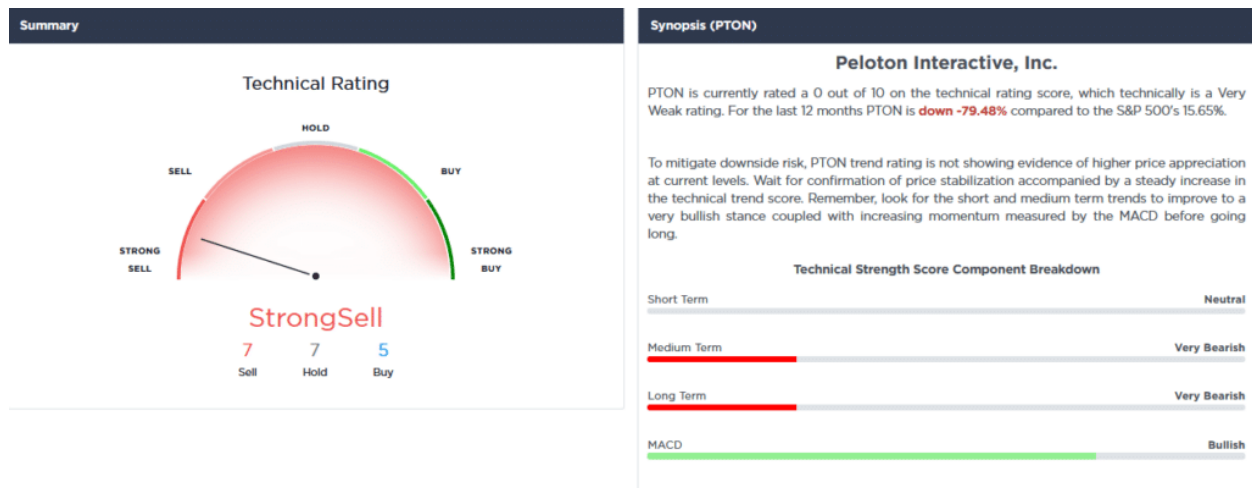 Summary
Technical Rating
HOLD
SELL
BUY
STRONG
SELL
STRONG
BUY
StrongSell
7 7 5
Sell Hold Buy
Synopsis (PTON)
Peloton Interactive, Inc.
PTON is currently rated a 0 out of 10 on the technical rating score, which technically is a Very
Weak rating. For the last 12 months PTON is down -79.48% compared to the S&P 500's 15.65%.
To mitigate downside risk, PTON trend rating is not showing evidence of higher price appreciation
at current levels. Wait for confirmation of price stabilization accompanied by a steady increase in
the technical trend score. Remember, look for the short and medium term trends to improve to a
very bullish stance coupled with increasing momentum measured by the MACD before going
long.
Technical Strength Score Component Breakdown
Short Term Neutral
Medium Term Very Bearish
Long Term Very Bearish
MACD Bullish